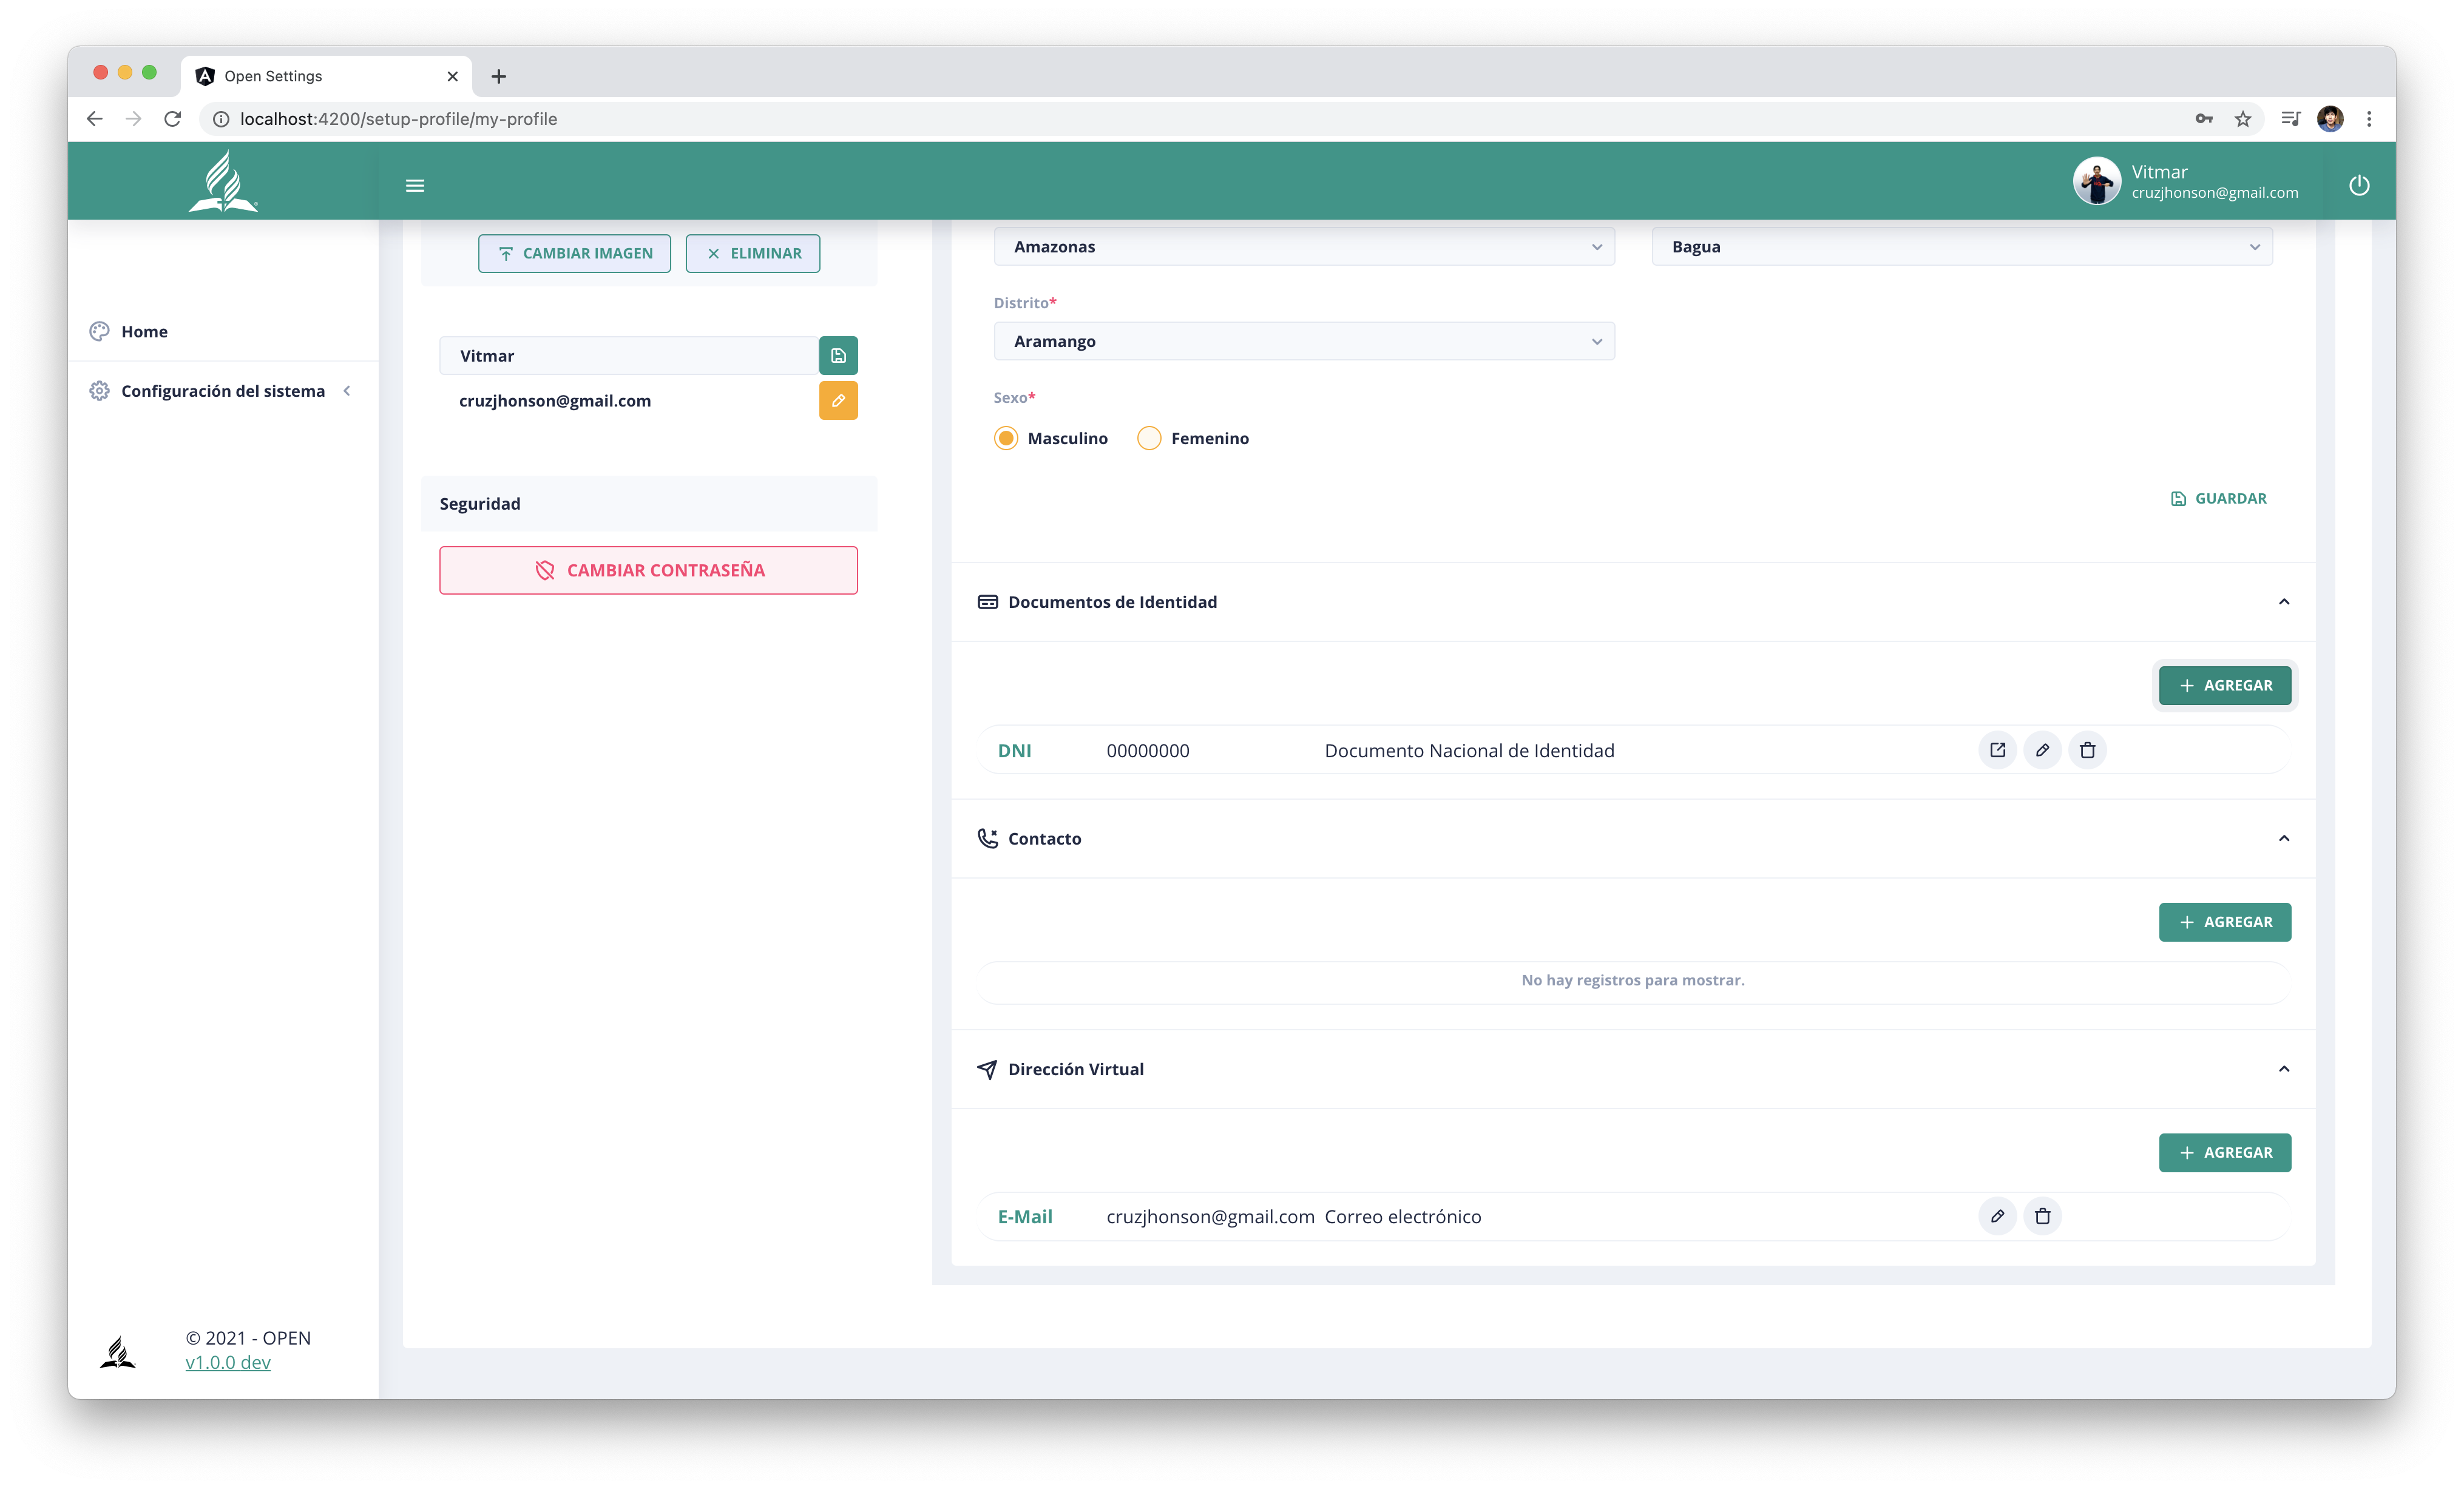 Open Settings
localhost:4200/setup-profile/my-profile
Vitmar
cruzjhonson@gmail.com
Home
Configuración del sistema
CAMBIAR IMAGEN
ELIMINAR
Vitmar
cruzjhonson@gmail.com
Seguridad
CAMBIAR CONTRASEÑA
Amazonas
Bagua
Distrito*
Aramango
Sexo*
Masculino
Femenino
GUARDAR
Documentos de Identidad
AGREGAR
DNI 00000000 Documento Nacional de Identidad
Contacto
AGREGAR
No hay registros para mostrar.
Dirección Virtual
AGREGAR
E-Mail cruzjhonson@gmail.com Correo electrónico
© 2021 - OPEN
v1.0.0 dev